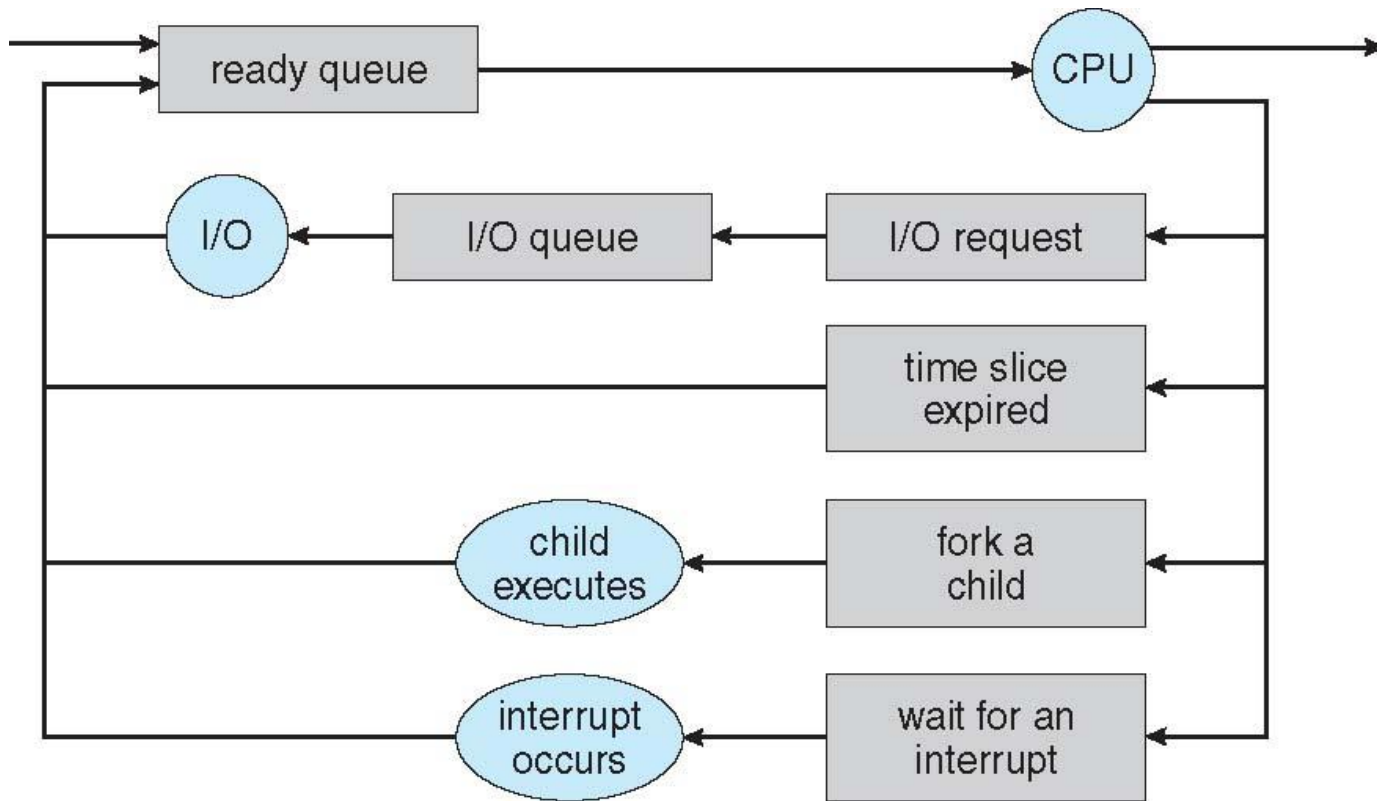 ready queue
CPU
I/O
I/O queue
I/O request
time slice
expired
child
executes
fork a
child
interrupt
occurs
wait for an
interrupt